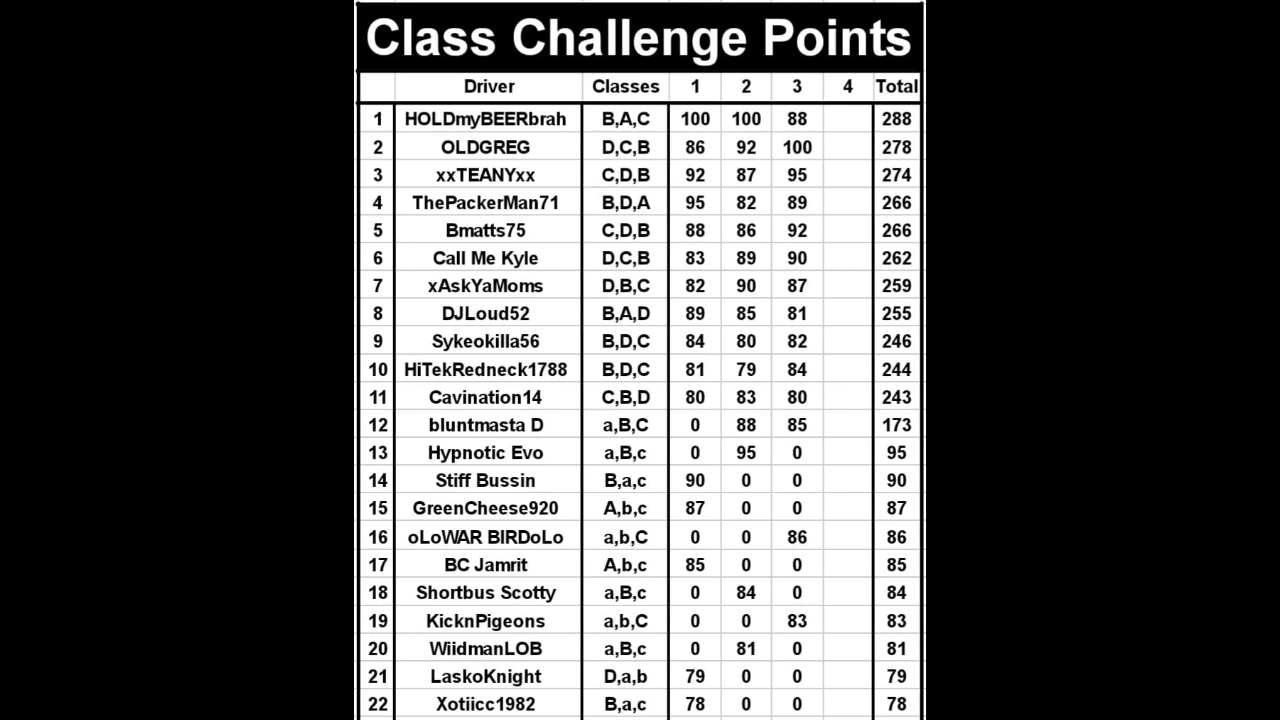 Class Challenge Points
Driver Classes 1 2 3 4 Total
1 HOLDmyBEERbrah B,A,C 100 100 88 288
2 OLDGREG D,C,B 86 92 100 278
3 xxTEANYxx C,D,B 92 87 95 274
4 ThePackerMan71 B,D,A 95 82 89 266
5 Bmatts75 C,D,B 88 86 92 266
6 Call Me Kyle D,C,B 83 89 90 262
7 xAskYaMoms D,B,C 82 90 87 259
8 DJLoud52 B,A,D 89 85 81 255
9 Sykeokilla56 B,D,C 84 80 82 246
10 HiTekRedneck1788 B,D,C 81 79 84 244
11 Cavination14 C,B,D 80 83 80 243
12 bluntmasta D a,B,C 0 88 85 173
13 Hypnotic Evo a,B,c 0 95 0 95
14 Stiff Bussin B,a,c 90 0 0 90
15 GreenCheese920 A,b,c 87 0 0 87
16 oLoWAR BIRDoLo a,b,C 0 0 86 86
17 BC Jamrit A,b,c 85 0 0 85
18 Shortbus Scotty a,B,c 0 84 0 84
19 KicknPigeons a,b,C 0 0 83 83
20 WiidmanLOB a,B,c 0 81 0 81
21 LaskoKnight D,a,b 79 0 0 79
22 Xotiicc1982 B,a,c 78 0 0 78